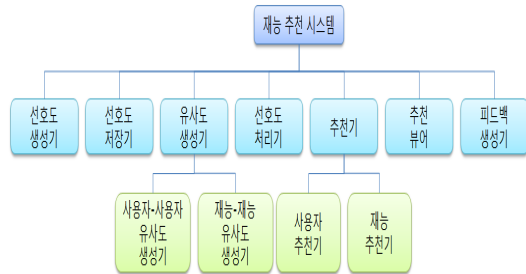 재능 추천 시스템
선호도
생성기
선호도
저장기
유사도
생성기
선호도
처리기
추천기
추천
뷰어
피드백
생성기
사용자-사용자
유사도
생성기
재능-재능
유사도
생성기
사용자
추천기
재능
추천기